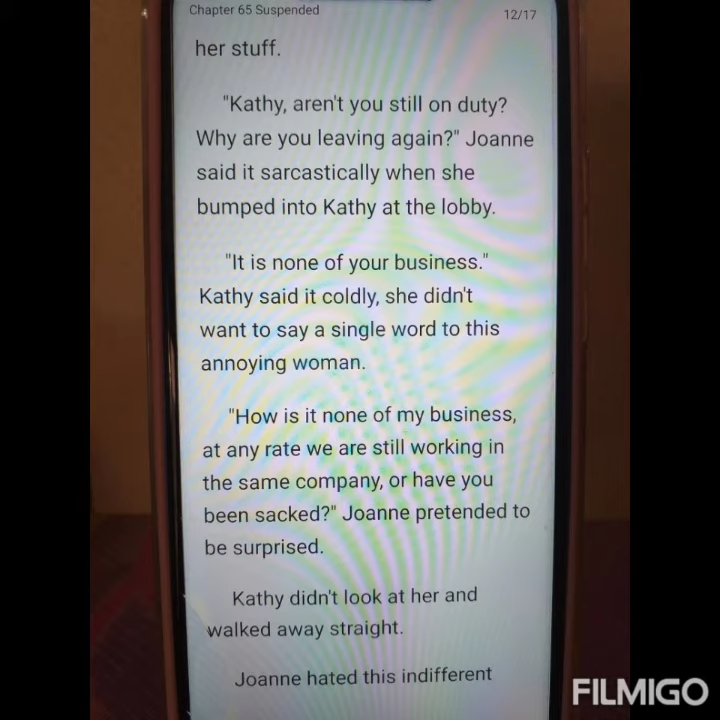 Chapter 65 Suspended
12/17
her stuff.
"Kathy, aren't you still on duty?
Why are you leaving again?" Joanne
said it sarcastically when she
bumped into Kathy at the lobby.
"It is none of your business."
Kathy said it coldly, she didn't
want to say a single word to this
annoying woman.
"How is it none of my business,
at any rate we are still working in
the same company, or have you
been sacked?" Joanne pretended to
be surprised.
Kathy didn't look at her and
walked away straight.
Joanne hated this indifferent
FILMIGO